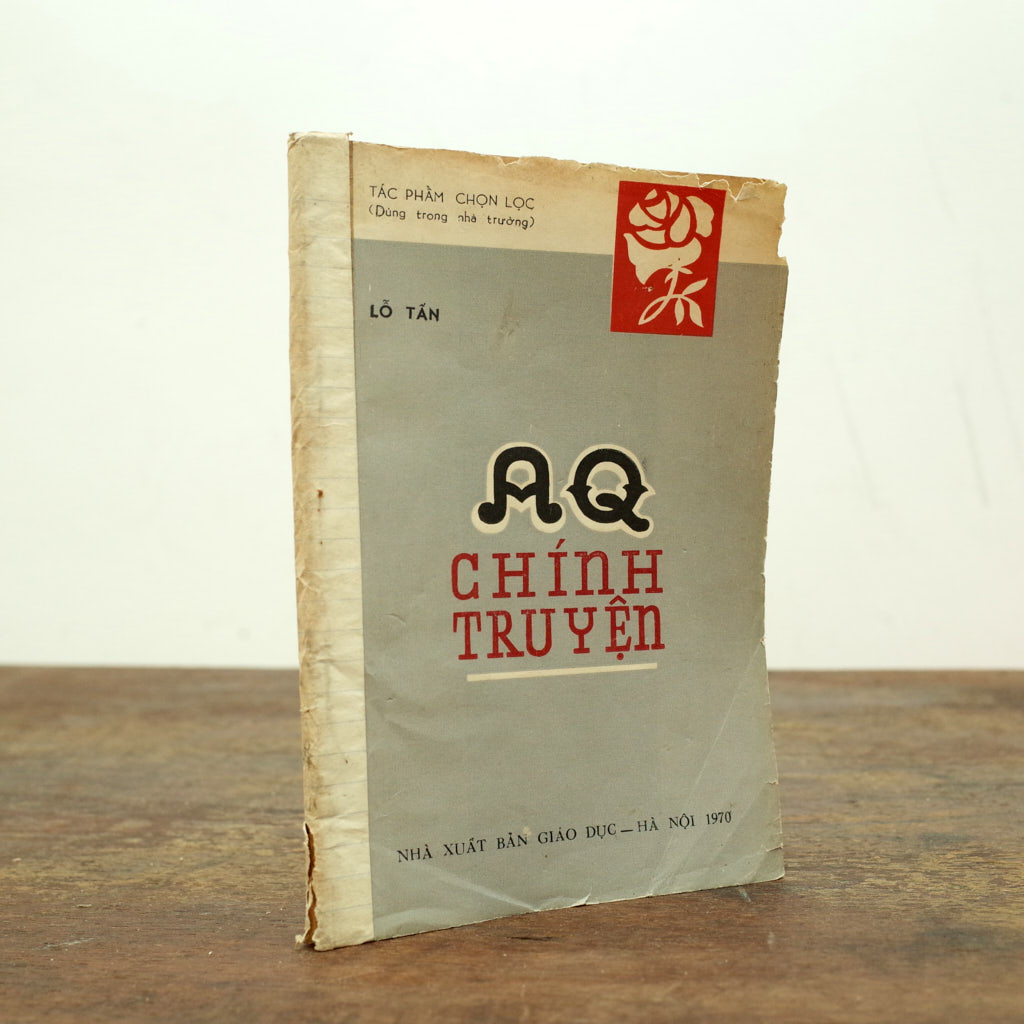 TÁC PHẨM CHỌN LỌC
(Dùng trong nhà trường)
LỖ TẤN
AQ
CHÍNH
TRUYỆN
NHÀ XUẤT BẢN GIÁO DỤC — HÀ NỘI 1970